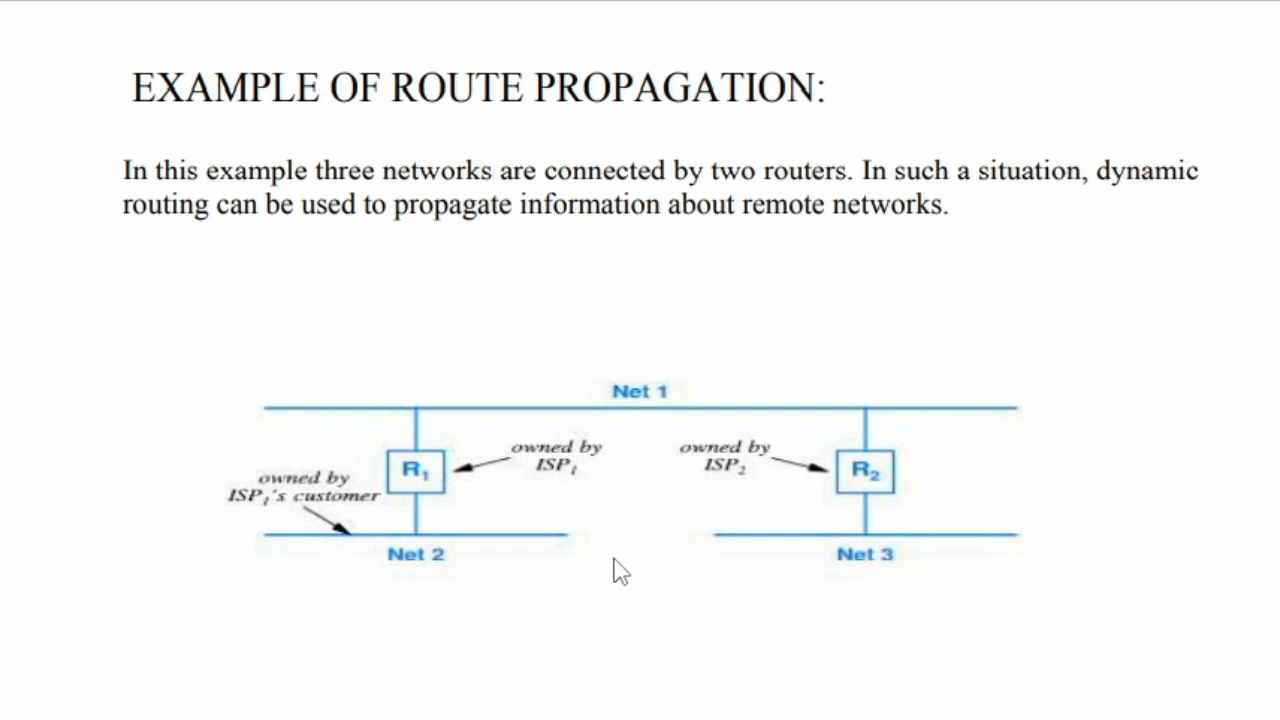 EXAMPLE OF ROUTE PROPAGATION:
In this example three networks are connected by two routers. In such a situation, dynamic
routing can be used to propagate information about remote networks.
Net 1
owned by
ISP₁
owned by
ISP₂
R₁
R₂
owned by
ISP₁'s customer
Net 2
Net 3